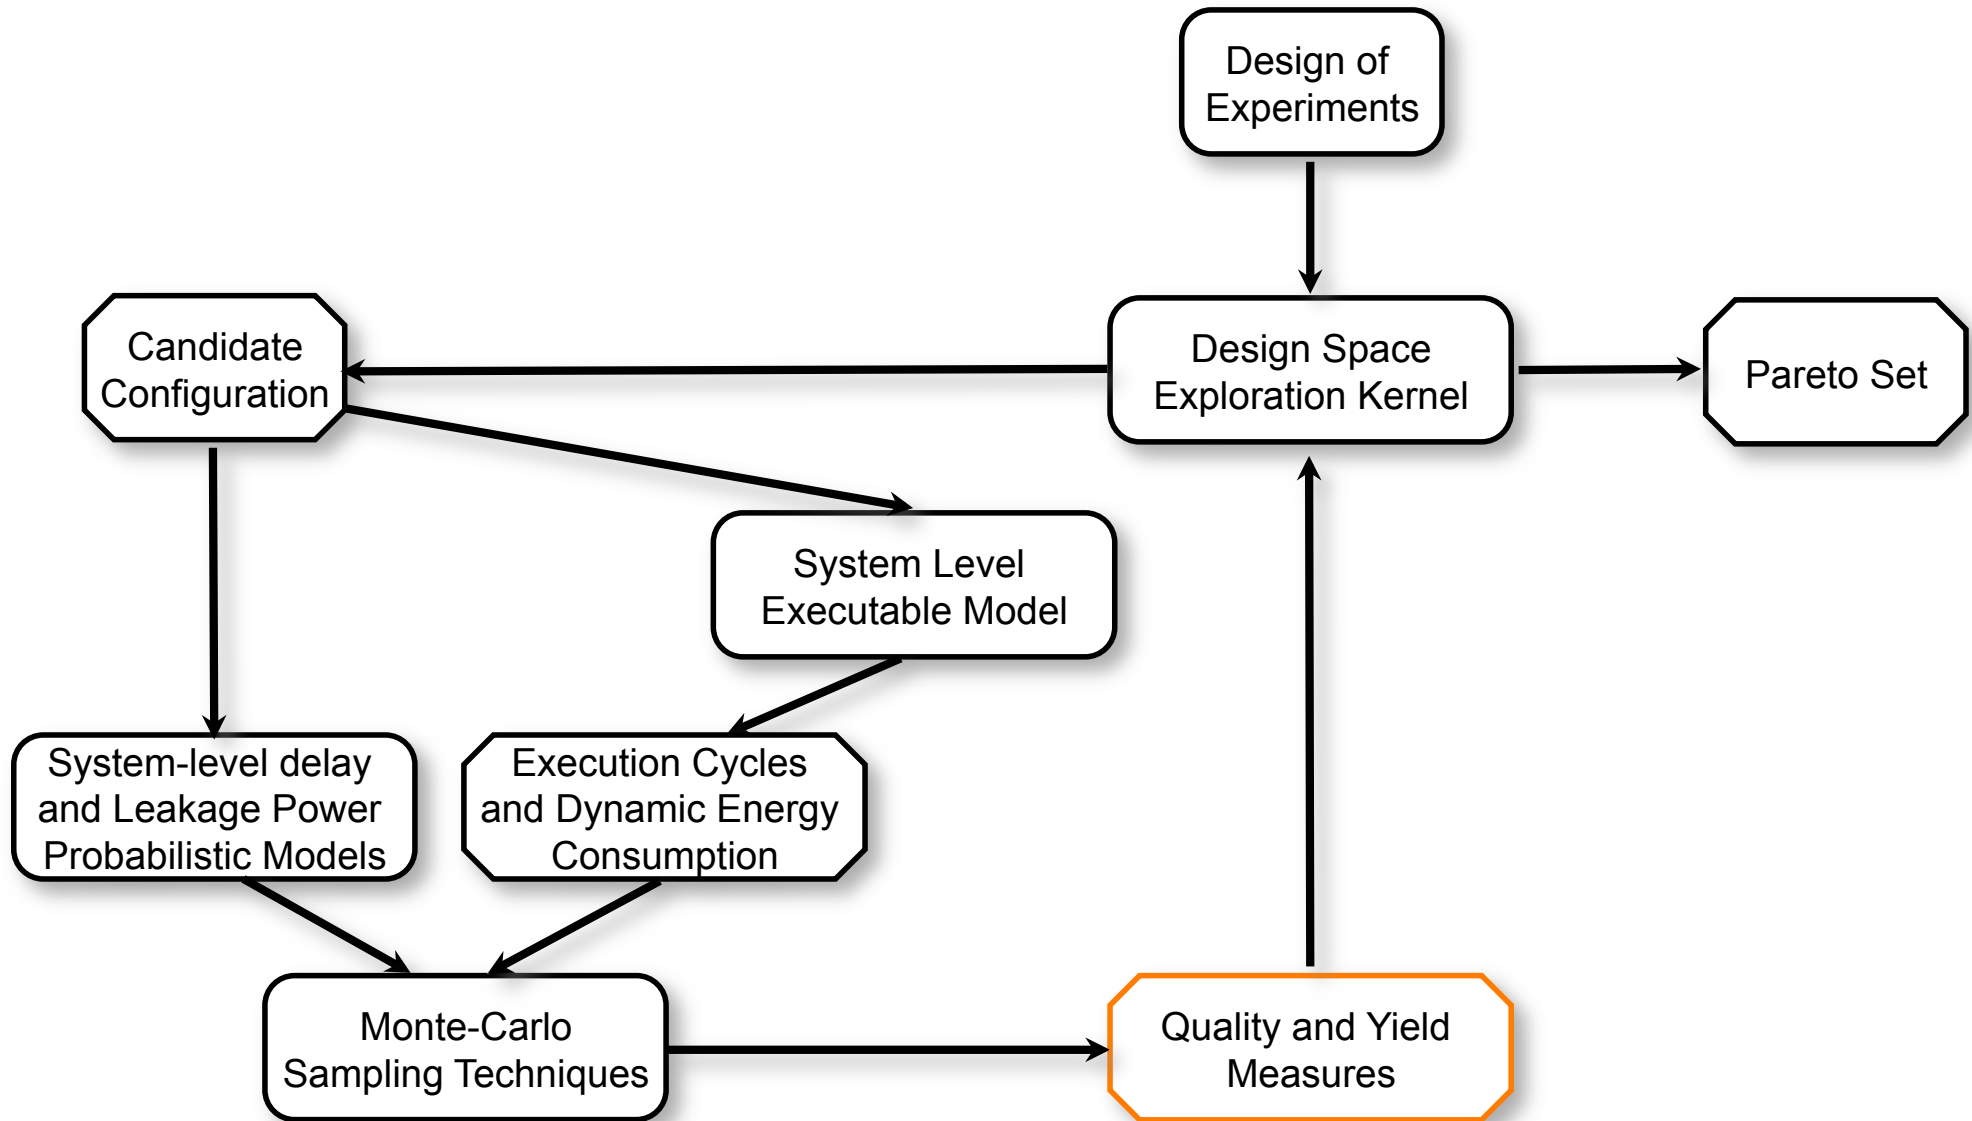 Design of
Experiments
Candidate
Configuration
Design Space
Exploration Kernel
Pareto Set
System Level
Executable Model
System-level delay
and Leakage Power
Probabilistic Models
Execution Cycles
and Dynamic Energy
Consumption
Monte-Carlo
Sampling Techniques
Quality and Yield
Measures